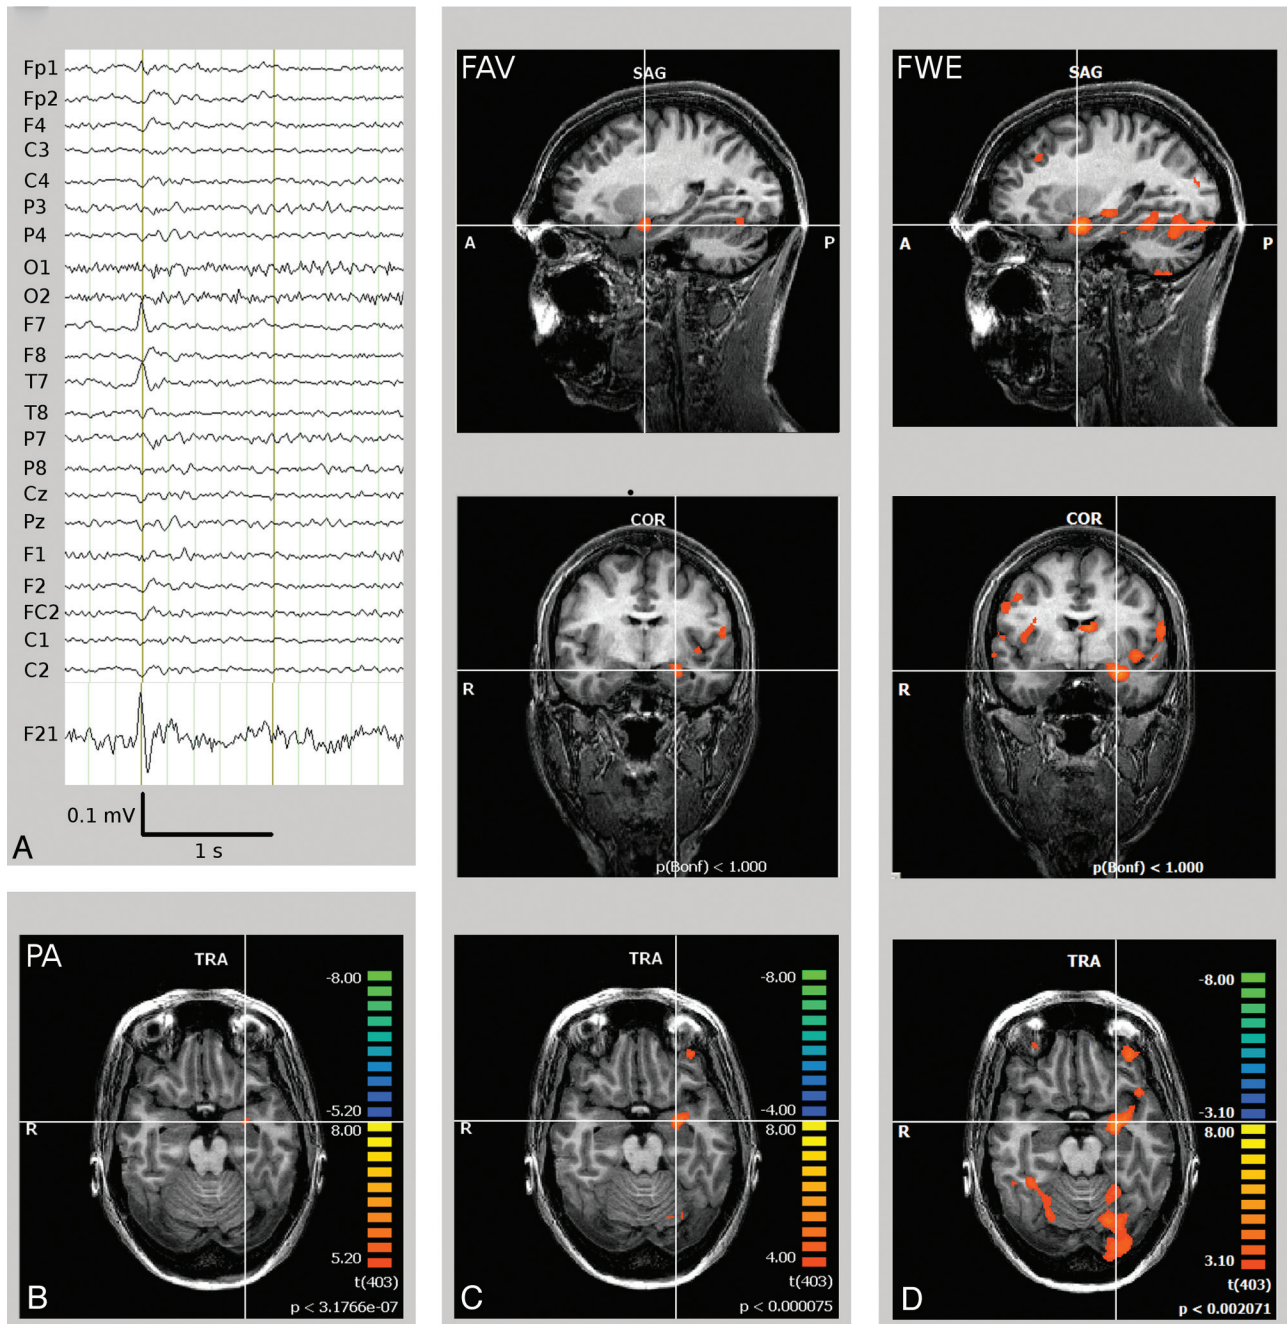 Fp1
Fp2
F4
C3
C4
P3
P4
O1
O2
F7
F8
T7
T8
P7
P8
Cz
Pz
F1
F2
FC2
C1
C2
F21
0.1 mV
1 s
A
PA
TRA
R
-8.00
-5.20
8.00
5.20
t(403)
p < 3.1766e-07
B
FAV
SAG
A
P
COR
R
p(Bonf) < 1.000
TRA
R
-8.00
-4.00
8.00
4.00
t(403)
p < 0.000075
C
FWE
SAG
A
P
COR
R
p(Bonf) < 1.000
TRA
R
-8.00
-3.10
8.00
3.10
t(403)
p < 0.002071
D